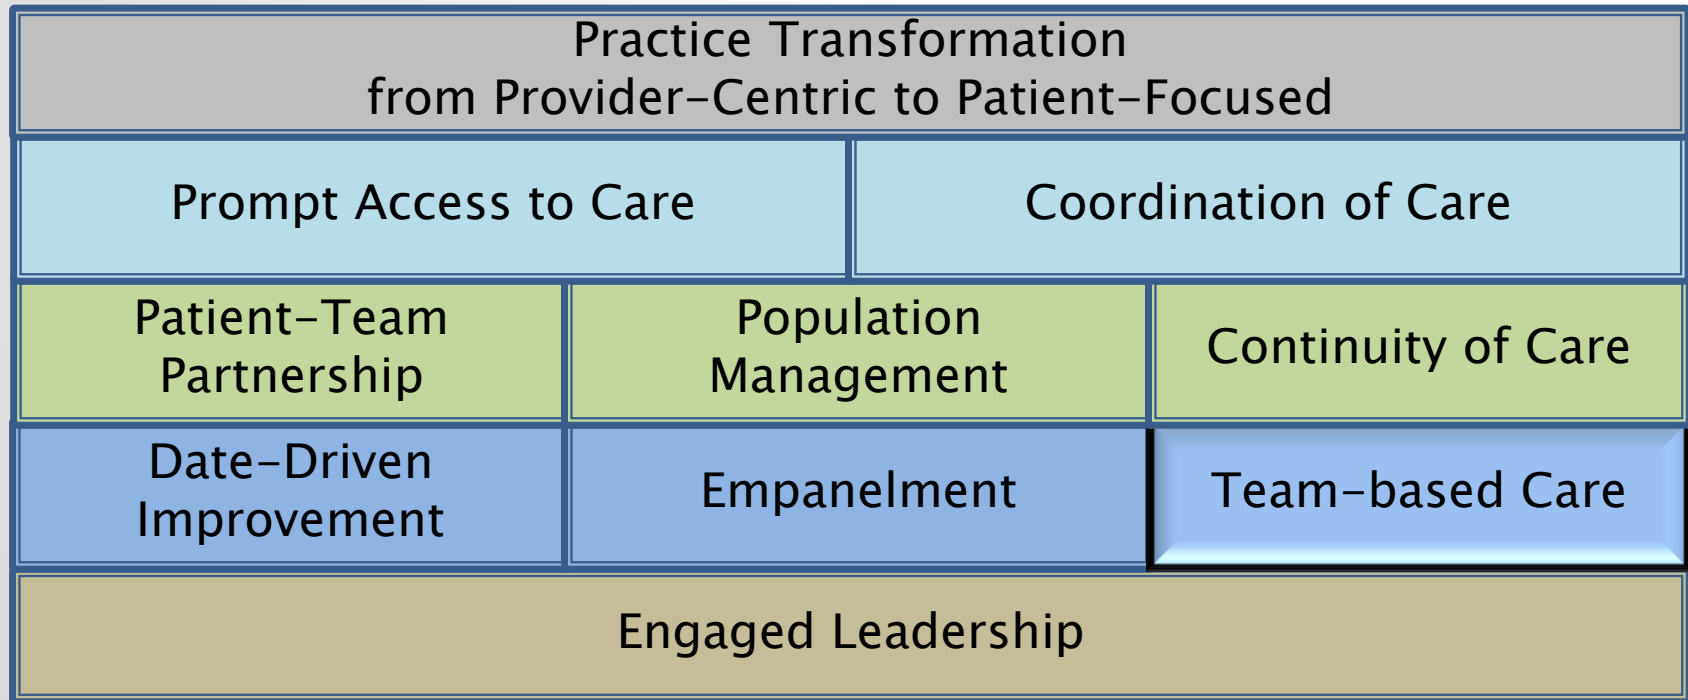 Practice Transformation
from Provider-Centric to Patient-Focused
Prompt Access to Care
Coordination of Care
Patient-Team
Partnership
Population
Management
Continuity of Care
Date-Driven
Improvement
Empanelment
Team-based Care
Engaged Leadership